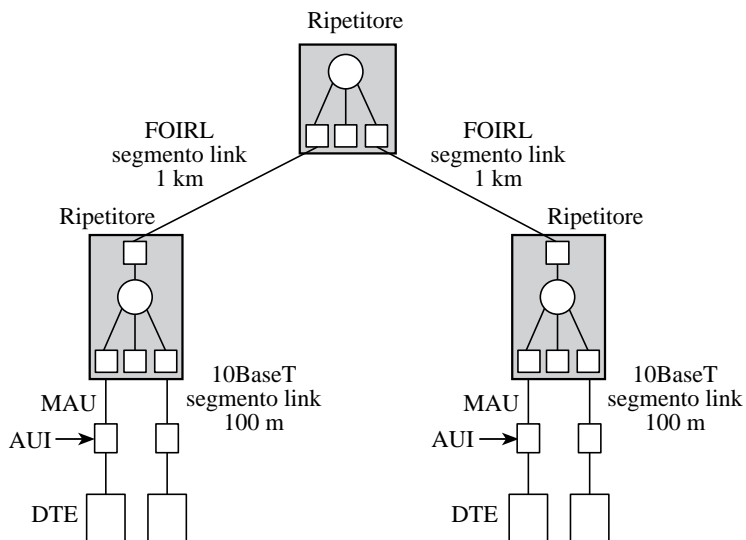 Ripetitore
FOIRL
segmento link
1 km
FOIRL
segmento link
1 km
Ripetitore
Ripetitore
10BaseT
segmento link
100 m
MAU
AUI
DTE
10BaseT
segmento link
100 m
MAU
AUI
DTE